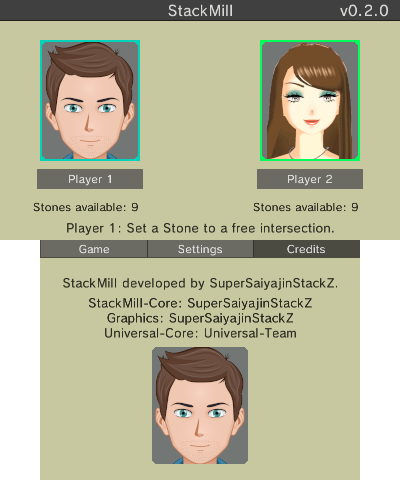 StackMill v0.2.0
Player 1 Player 2
Stones available: 9 Stones available: 9
Player 1: Set a Stone to a free intersection.
Game Settings Credits
StackMill developed by SuperSaiyajinStackZ.
StackMill-Core: SuperSaiyajinStackZ
Graphics: SuperSaiyajinStackZ
Universal-Core: Universal-Team